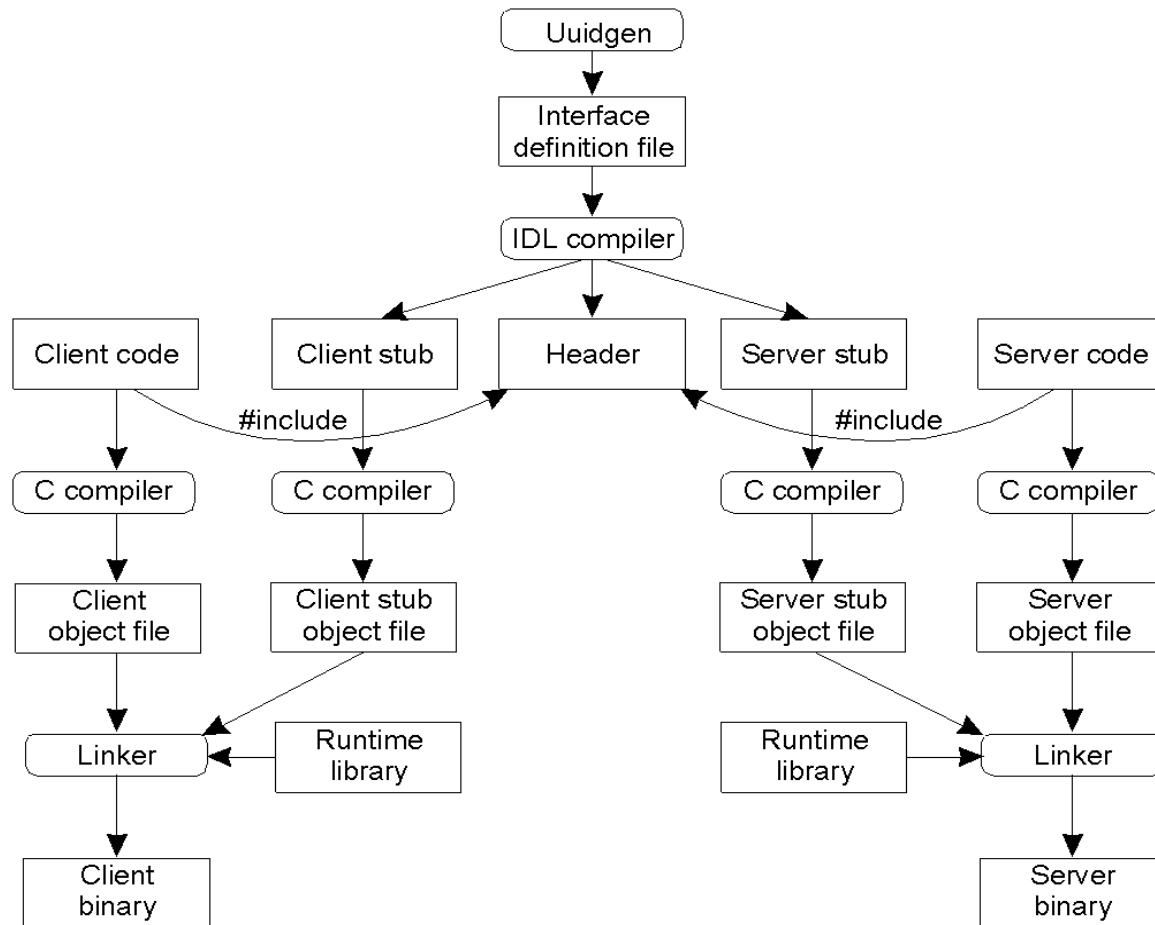 Uuidgen
Interface
definition file
IDL compiler
Client code
Client stub
Header
Server stub
Server code
#include
#include
C compiler
C compiler
C compiler
C compiler
Client
object file
Client stub
object file
Server stub
object file
Server
object file
Linker
Runtime
library
Runtime
library
Linker
Client
binary
Server
binary